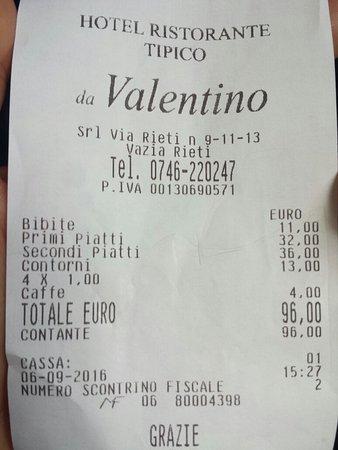 HOTEL RISTORANTE
TIPICO
da Valentino
Srl Via Rieti n 9-11-13
Vazia Rieti
Tel. 0746-220247
P.IVA 00130690571
EURO
Bibite 11,00
Primi Piatti 32,00
Secondi Piatti 36,00
Contorni 13,00
4 X 1,00
Caffe 4,00
TOTALE EURO 96,00
CONTANTE 96,00
CASSA: 01
06-09-2016 15:27
NUMERO SCONTRINO FISCALE 2
MF 06 80004398
GRAZIE